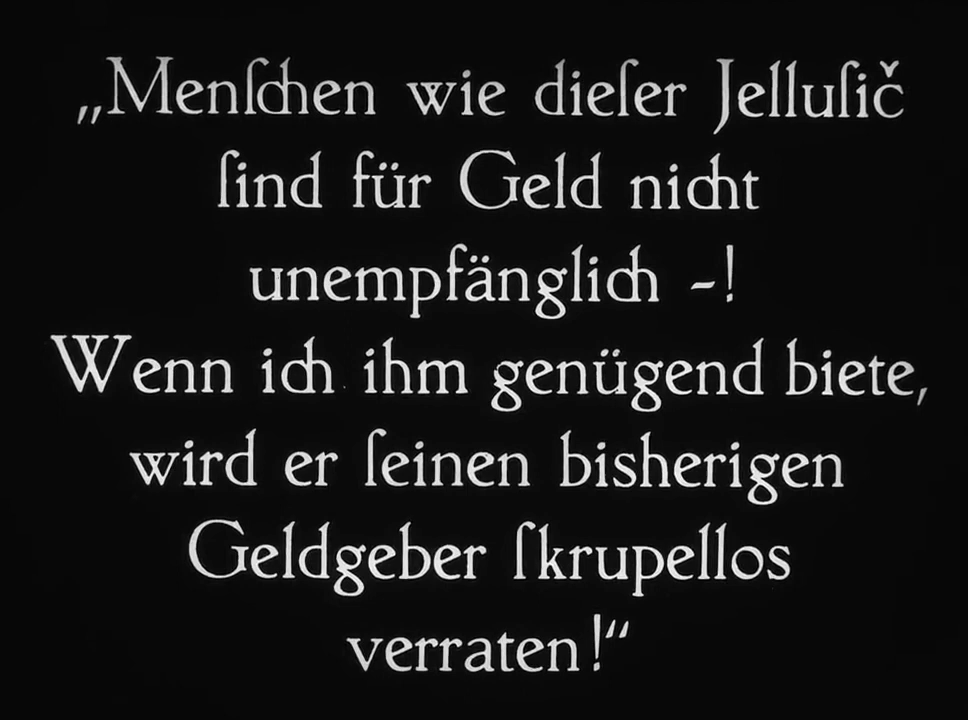 „Menſchen wie dieſer Jelluſič
ſind für Geld nicht
unempfänglich -!
Wenn ich ihm genügend biete,
wird er ſeinen bisherigen
Geldgeber ſkrupellos
verraten!“